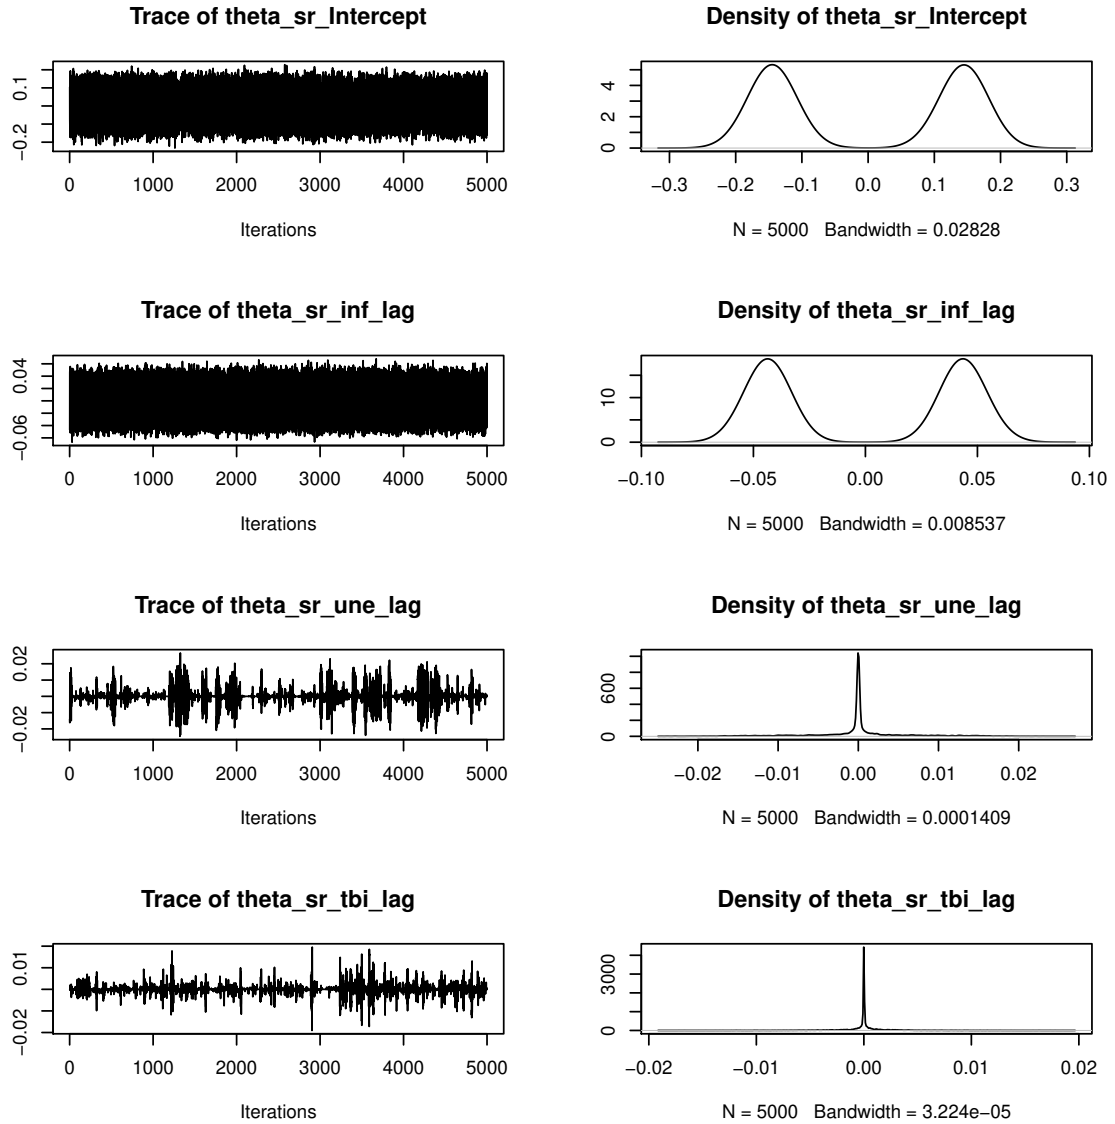 Trace of theta_sr_Intercept
0.1
−0.2
0 1000 2000 3000 4000 5000
Iterations
Density of theta_sr_Intercept
4
2
0
−0.3 −0.2 −0.1 0.0 0.1 0.2 0.3
N = 5000 Bandwidth = 0.02828
Trace of theta_sr_inf_lag
0.04
−0.06
0 1000 2000 3000 4000 5000
Iterations
Density of theta_sr_inf_lag
10
0
−0.10 −0.05 0.00 0.05 0.10
N = 5000 Bandwidth = 0.008537
Trace of theta_sr_une_lag
0.02
−0.02
0 1000 2000 3000 4000 5000
Iterations
Density of theta_sr_une_lag
600
0
−0.02 −0.01 0.00 0.01 0.02
N = 5000 Bandwidth = 0.0001409
Trace of theta_sr_tbi_lag
0.01
−0.02
0 1000 2000 3000 4000 5000
Iterations
Density of theta_sr_tbi_lag
3000
0
−0.02 −0.01 0.00 0.01 0.02
N = 5000 Bandwidth = 3.224e−05